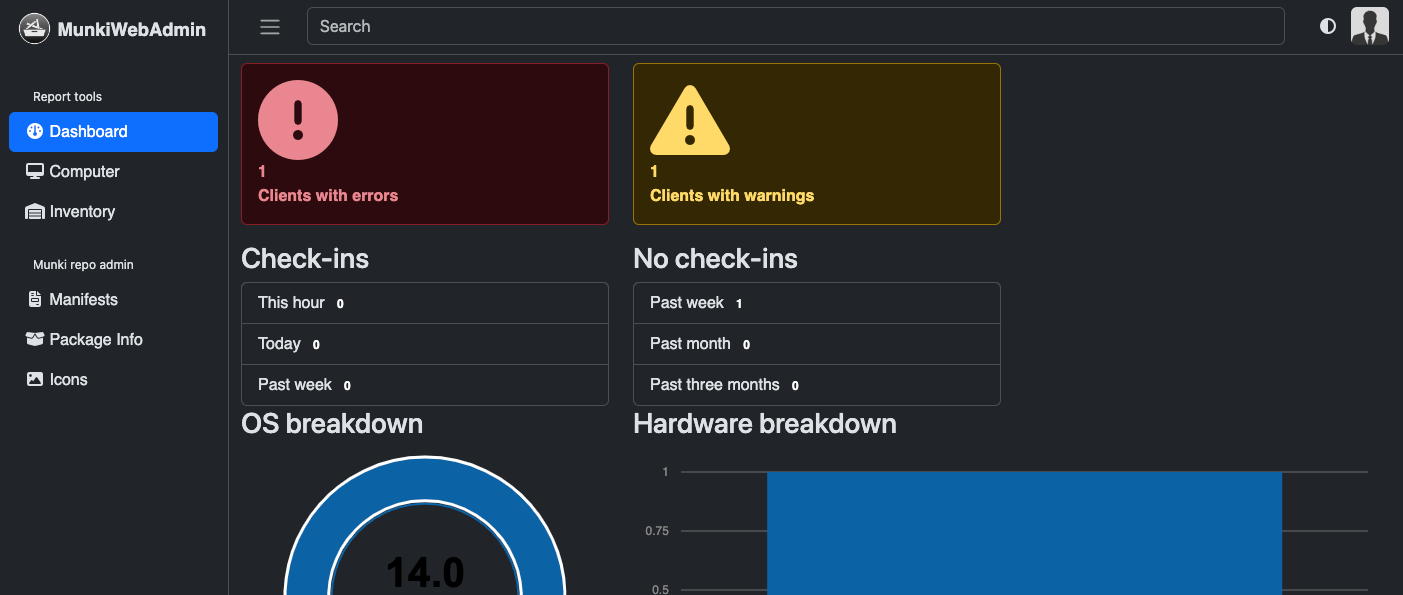 MunkiWebAdmin
Search
Report tools
Dashboard
Computer
Inventory
Munki repo admin
Manifests
Package Info
Icons
1
Clients with errors
1
Clients with warnings
Check-ins
This hour 0
Today 0
Past week 0
No check-ins
Past week 1
Past month 0
Past three months 0
OS breakdown
14.0
Hardware breakdown
1
0.75
0.5